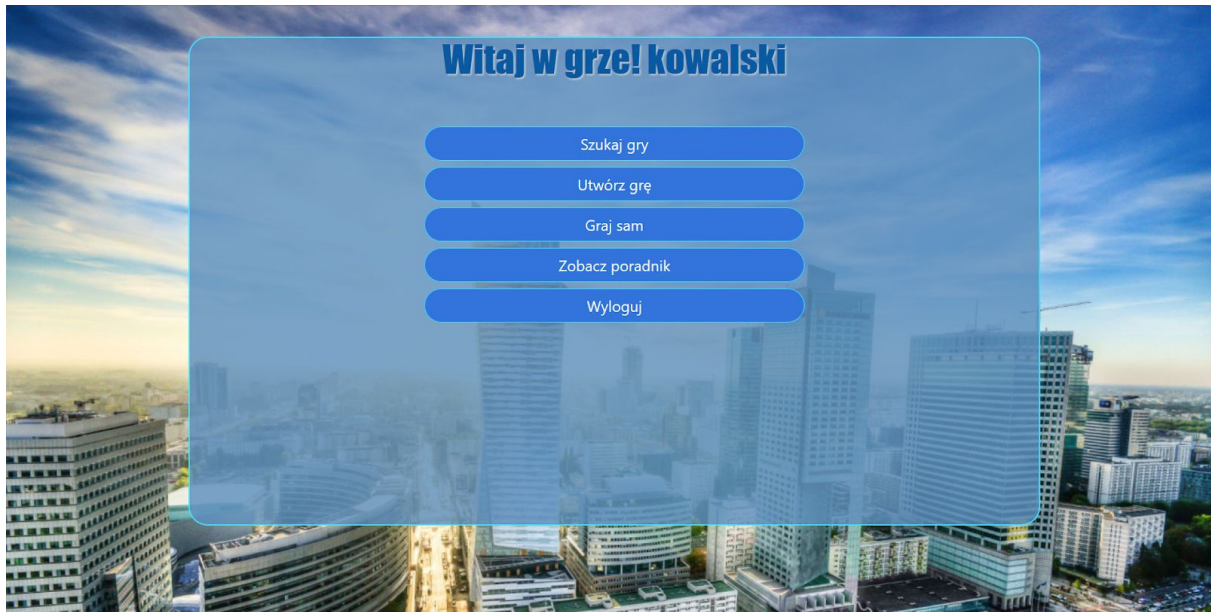 Witaj w grze! kowalski
Szukaj gry
Utwórz grę
Graj sam
Zobacz poradnik
Wyloguj